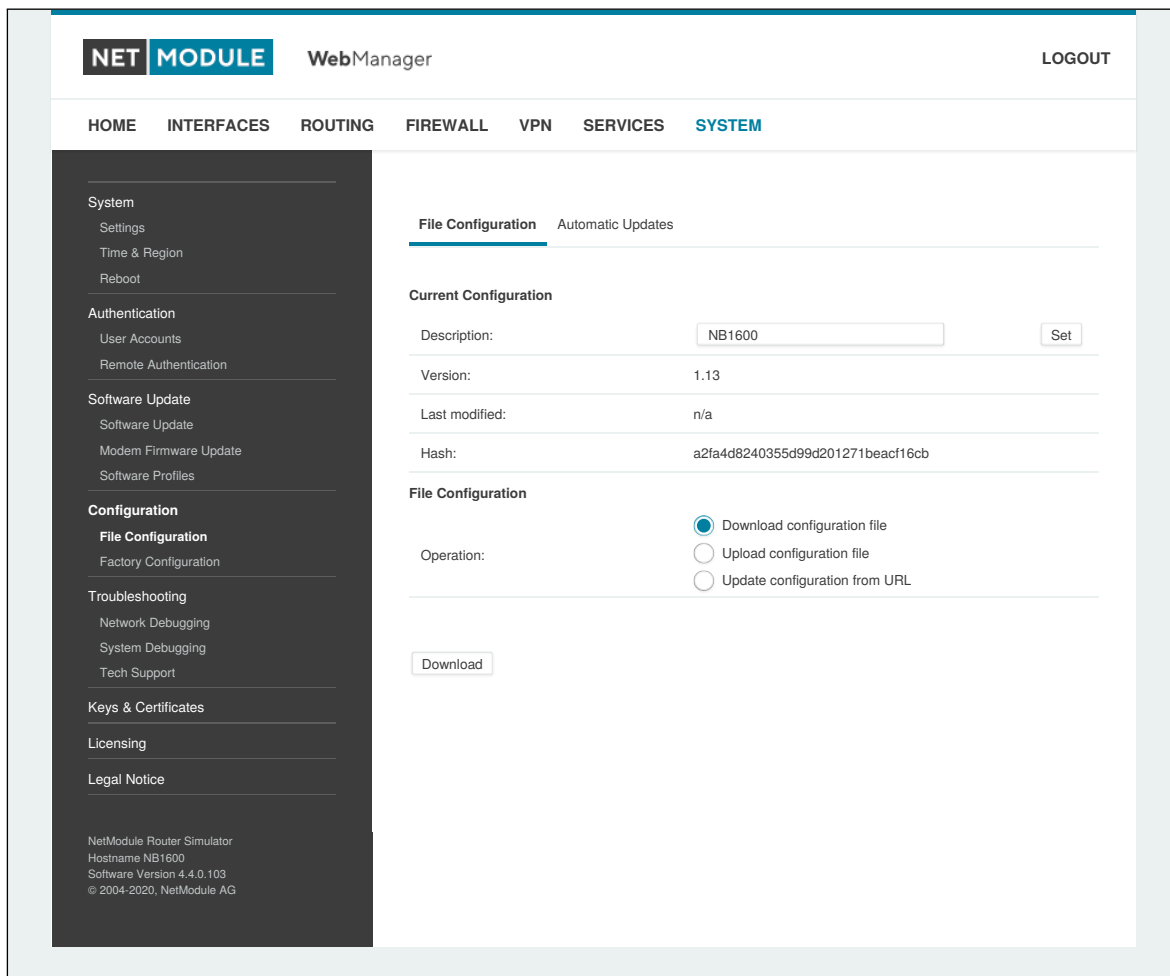 NET MODULE WebManager LOGOUT
HOME INTERFACES ROUTING FIREWALL VPN SERVICES SYSTEM
System
Settings
Time & Region
Reboot
Authentication
User Accounts
Remote Authentication
Software Update
Software Update
Modem Firmware Update
Software Profiles
Configuration
File Configuration
Factory Configuration
Troubleshooting
Network Debugging
System Debugging
Tech Support
Keys & Certificates
Licensing
Legal Notice
NetModule Router Simulator
Hostname NB1600
Software Version 4.4.0.103
© 2004-2020, NetModule AG
File Configuration Automatic Updates
Current Configuration
Description: NB1600 Set
Version: 1.13
Last modified: n/a
Hash: a2fa4d8240355d99d201271beacf16cb
File Configuration
Operation:
Download configuration file
Upload configuration file
Update configuration from URL
Download